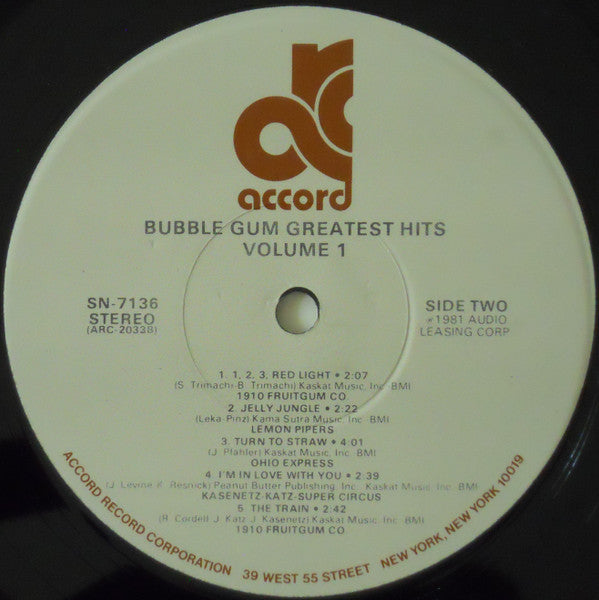 accord
BUBBLE GUM GREATEST HITS
VOLUME 1
SN-7136
STEREO
(ARC-20338)
SIDE TWO
℗1981 AUDIO
LEASING CORP
1. 1, 2, 3, RED LIGHT • 2:07
(S. Trimachi-B. Trimachi) Kaskat Music, Inc. BMI
1910 FRUITGUM CO.
2. JELLY JUNGLE • 2:22
(Leka-Pinz) Kama Sutra Music, Inc. BMI
LEMON PIPERS
3. TURN TO STRAW • 4:01
(J. Pfahler) Kaskat Music, Inc. BMI
OHIO EXPRESS
4. I'M IN LOVE WITH YOU • 2:39
(J. Levine K. Resnick) Peanut Butter Publishing, Inc. Kaskat Music, Inc. BMI
KASENETZ-KATZ-SUPER CIRCUS
5. THE TRAIN • 2:42
(R. Cordell J. Katz J. Kasenetz) Kaskat Music, Inc. BMI
1910 FRUITGUM CO.
ACCORD RECORD CORPORATION 39 WEST 55 STREET NEW YORK, NEW YORK 10019